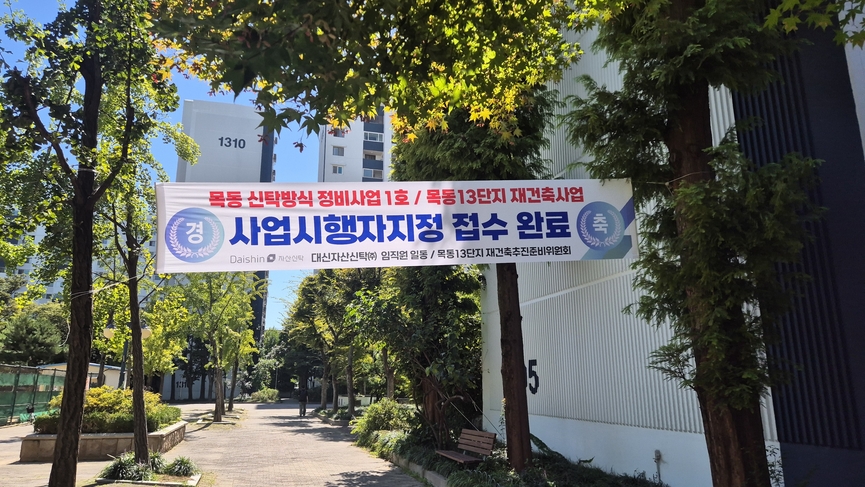 1310
목동 신탁방식 정비사업 1호 / 목동13단지 재건축사업
경 사업시행자지정 접수 완료 축
Daishin 자산신탁 대신자산신탁㈜ 임직원 일동 / 목동13단지 재건축추진준비위원회
5